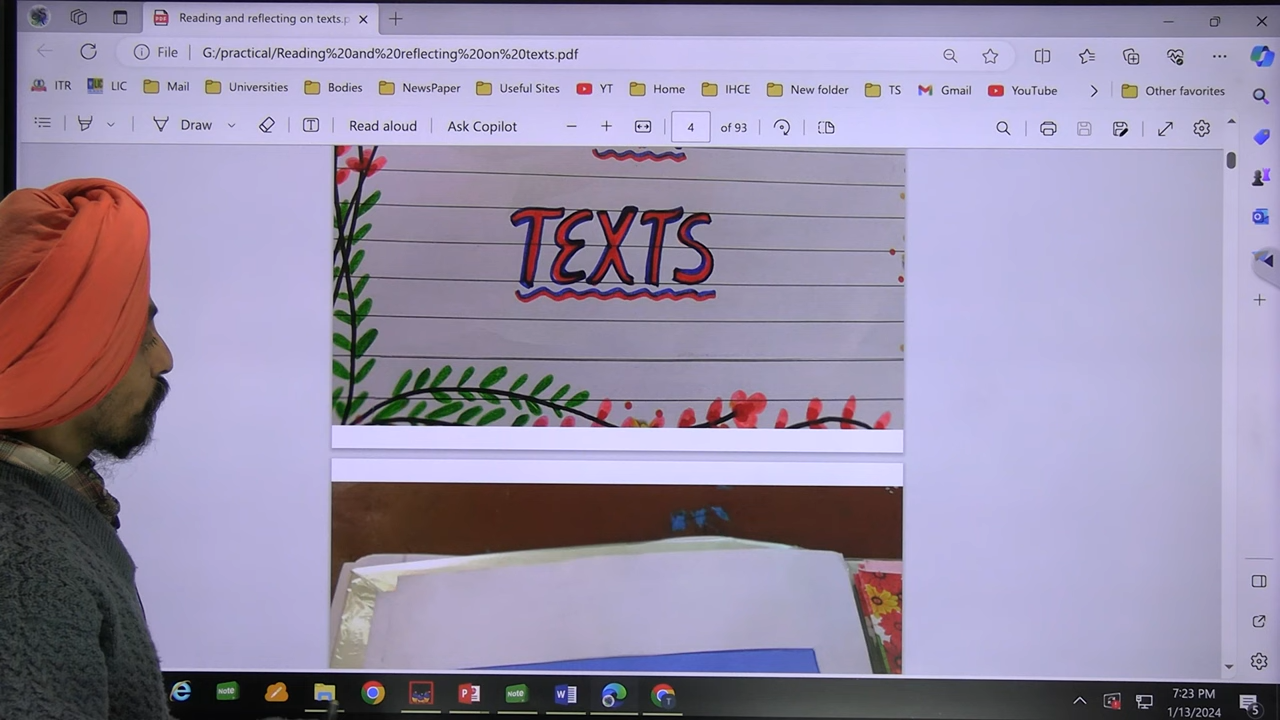 Reading and reflecting on texts.p
File
G:/practical/Reading%20and%20reflecting%20on%20texts.pdf
ITR
LIC
Mail
Universities
Bodies
NewsPaper
Useful Sites
YT
Home
IHCE
New folder
TS
Gmail
YouTube
Other favorites
Draw
Read aloud
Ask Copilot
4
of 93
TEXTS
7:23 PM
1/13/2024
5